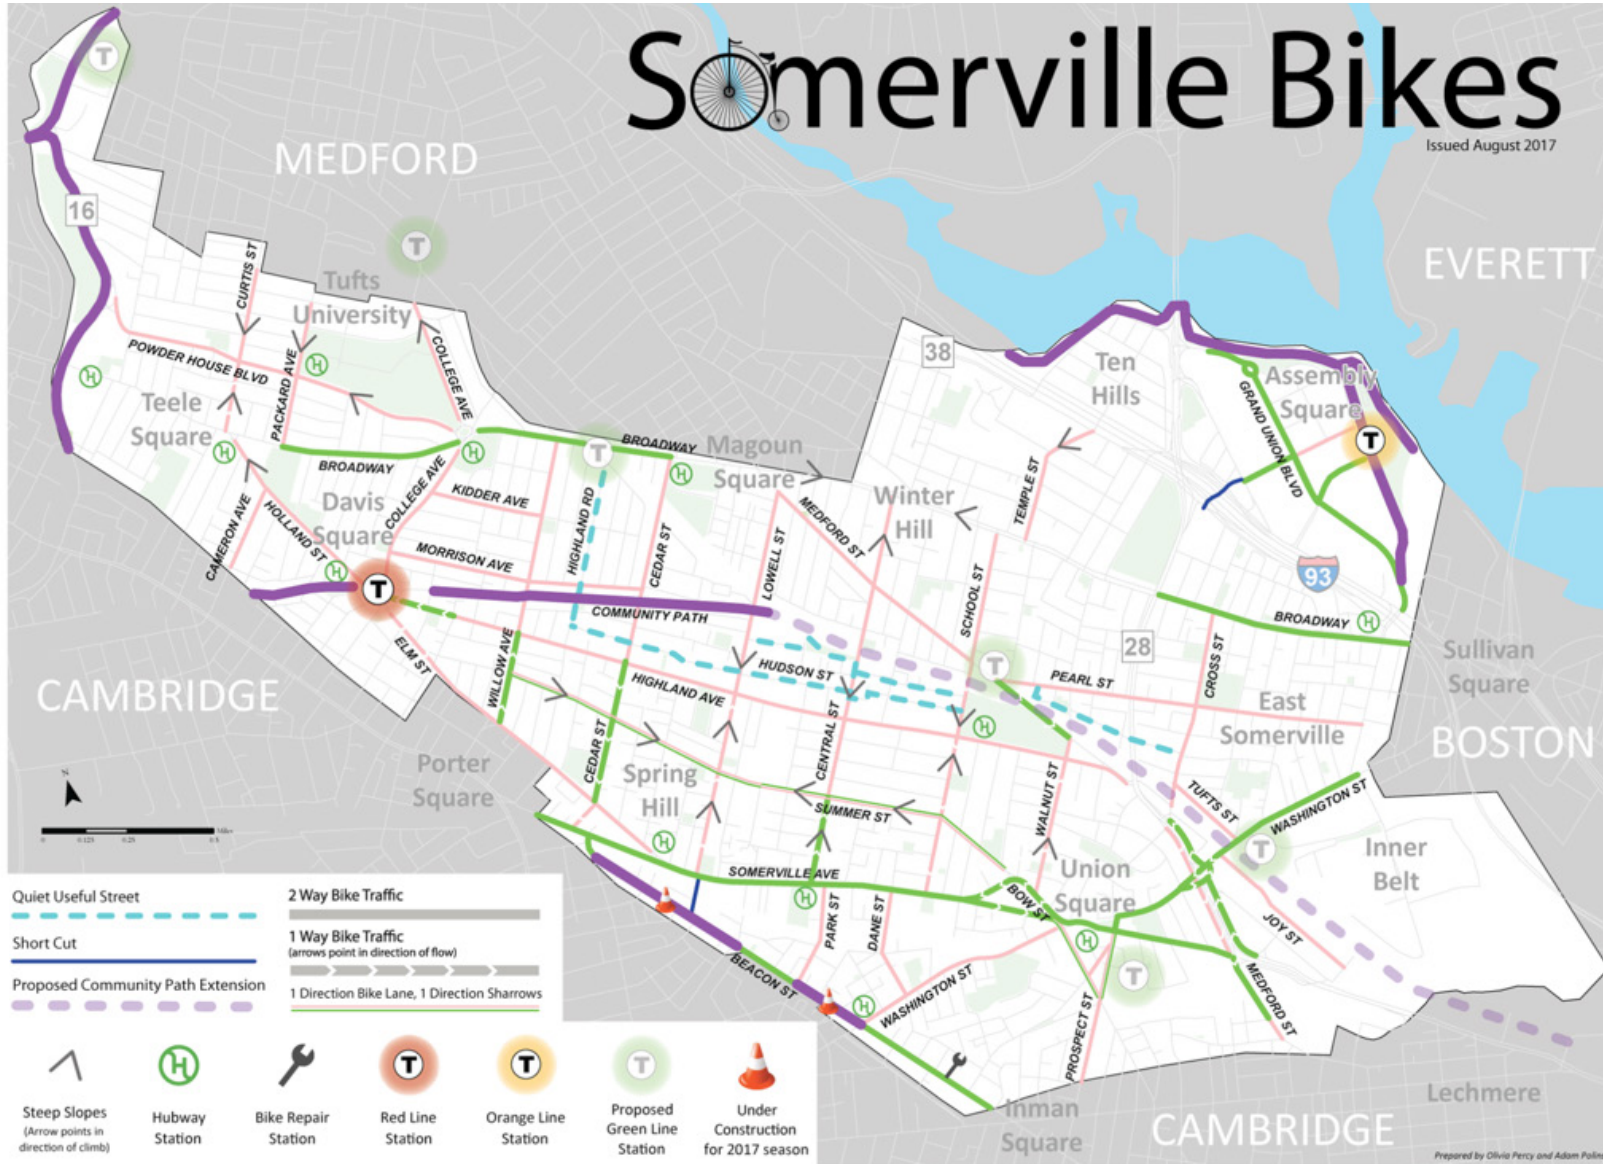 Somerville Bikes
Issued August 2017
MEDFORD
EVERETT
CAMBRIDGE
BOSTON
CAMBRIDGE
16
38
28
93
Tufts
University
Teele
Square
Davis
Square
Magoun
Square
Winter
Hill
Ten
Hills
Assembly
Square
Sullivan
Square
East
Somerville
Porter
Square
Spring
Hill
Union
Square
Inner
Belt
Inman
Square
Lechmere
CURTIS ST
POWDER HOUSE BLVD
PACKARD AVE
COLLEGE AVE
BROADWAY
BROADWAY
COLLEGE AVE
KIDDER AVE
CAMERON AVE
HOLLAND ST
MORRISON AVE
HIGHLAND RD
CEDAR ST
LOWELL ST
MEDFORD ST
TEMPLE ST
SCHOOL ST
GRAND UNION BLVD
BROADWAY
COMMUNITY PATH
ELM ST
WILLOW AVE
HUDSON ST
HIGHLAND AVE
PEARL ST
CROSS ST
CEDAR ST
CENTRAL ST
SUMMER ST
WALNUT ST
TUFTS ST
WASHINGTON ST
SOMERVILLE AVE
BOW ST
PARK ST
DANE ST
JOY ST
BEACON ST
WASHINGTON ST
MEDFORD ST
PROSPECT ST
T
T
T
T
T
T
T
T
H
H
H
H
H
H
H
H
H
H
H
H
N
Miles
0
0.125
0.25
0.5
Quiet Useful Street
Short Cut
Proposed Community Path Extension
2 Way Bike Traffic
1 Way Bike Traffic
(arrows point in direction of flow)
1 Direction Bike Lane, 1 Direction Sharrows
H
T
T
T
Steep Slopes
(Arrow points in
direction of climb)
Hubway
Station
Bike Repair
Station
Red Line
Station
Orange Line
Station
Proposed
Green Line
Station
Under
Construction
for 2017 season
Prepared by Olivia Percy and Adam Polins